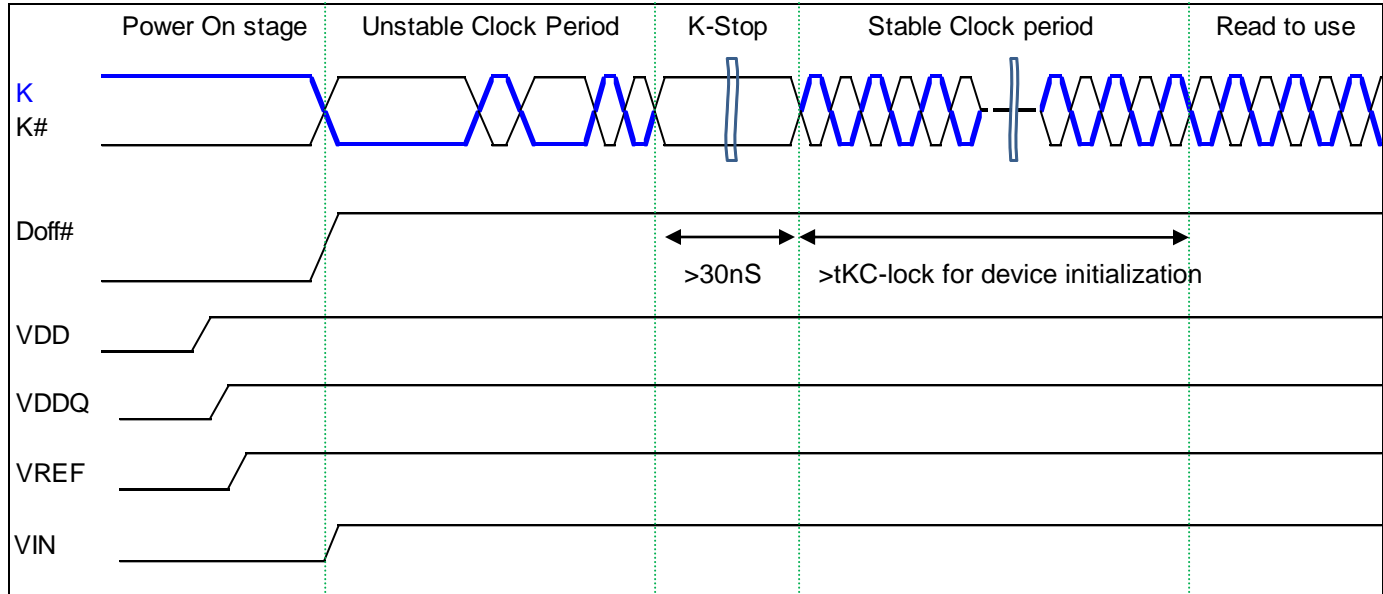 Power On stage Unstable Clock Period K-Stop Stable Clock period Read to use
K
K#
Doff#
>30nS >tKC-lock for device initialization
VDD
VDDQ
VREF
VIN